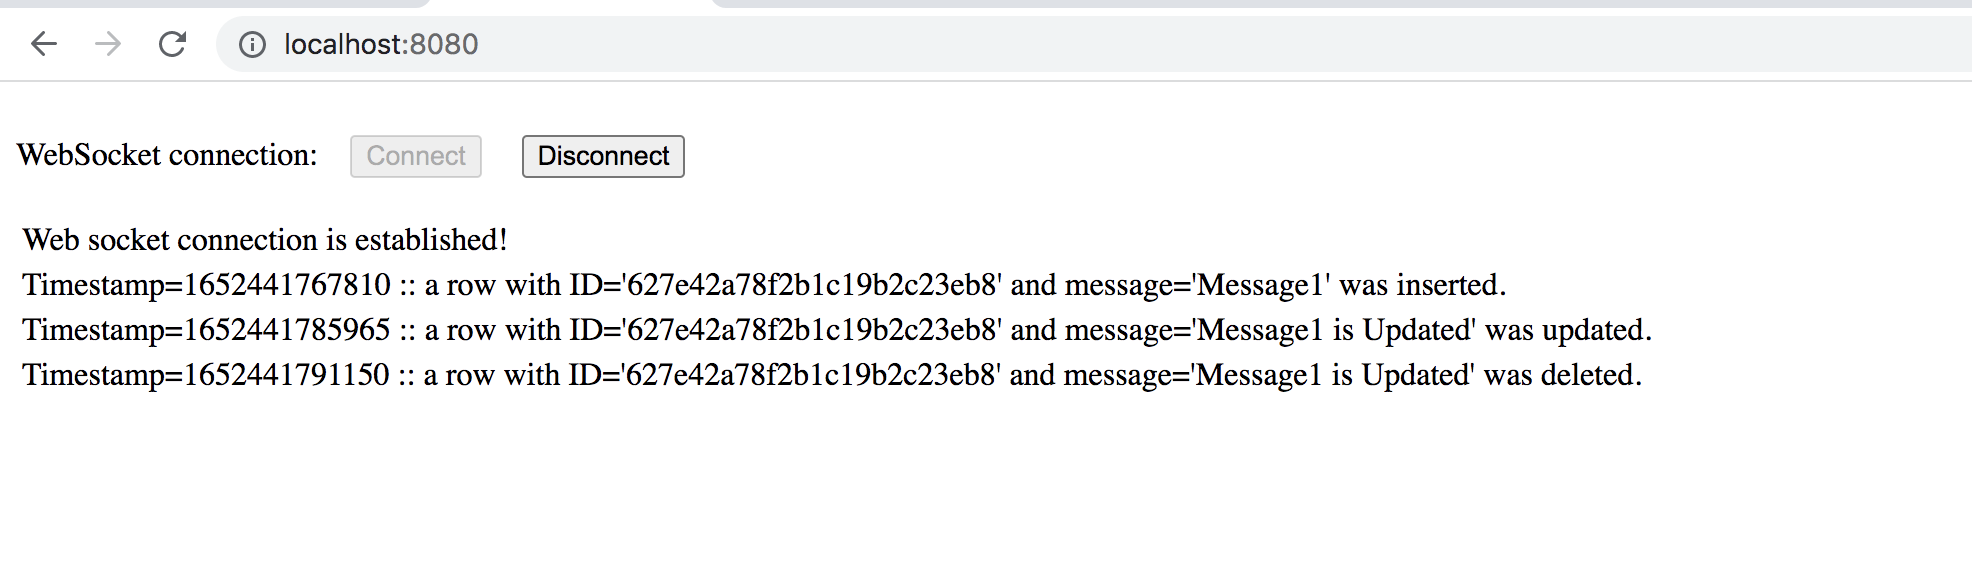 localhost:8080
WebSocket connection: Connect Disconnect
Web socket connection is established!
Timestamp=1652441767810 :: a row with ID='627e42a78f2b1c19b2c23eb8' and message='Message1' was inserted.
Timestamp=1652441785965 :: a row with ID='627e42a78f2b1c19b2c23eb8' and message='Message1 is Updated' was updated.
Timestamp=1652441791150 :: a row with ID='627e42a78f2b1c19b2c23eb8' and message='Message1 is Updated' was deleted.